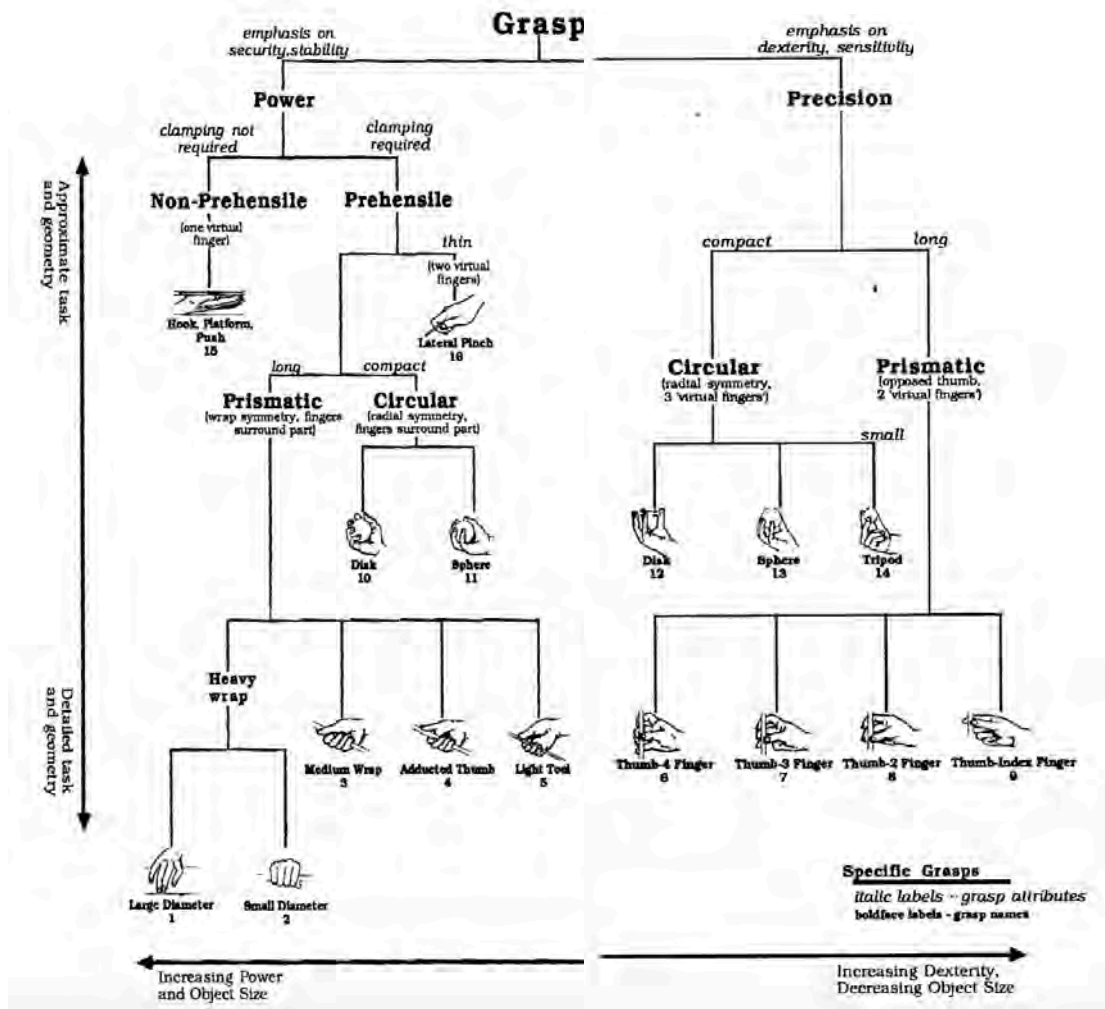 Grasp
emphasis on
security,stability
emphasis on
dexterity, sensitivity
Power
Precision
clamping not
required
clamping
required
Approximate task
and geometry
Non-Prehensile
(one virtual
finger)
Prehensile
thin
(two virtual
fingers)
compact
long
Hook, Platform,
Push
15
Lateral Pinch
16
long
compact
Prismatic
(wrap symmetry, fingers
surround part)
Circular
(radial symmetry,
fingers surround part)
Circular
(radial symmetry,
3 'virtual fingers')
Prismatic
(opposed thumb,
2 'virtual fingers')
small
Disk
10
Sphere
11
Disk
12
Sphere
13
Tripod
14
Heavy
wrap
Detailed task
and geometry
Medium Wrap
3
Adducted Thumb
4
Light Tool
5
Thumb-4 Finger
6
Thumb-3 Finger
7
Thumb-2 Finger
8
Thumb-Index Finger
9
Large Diameter
1
Small Diameter
2
Specific Grasps
italic labels - grasp attributes
boldface labels - grasp names
Increasing Power
and Object Size
Increasing Dexterity,
Decreasing Object Size